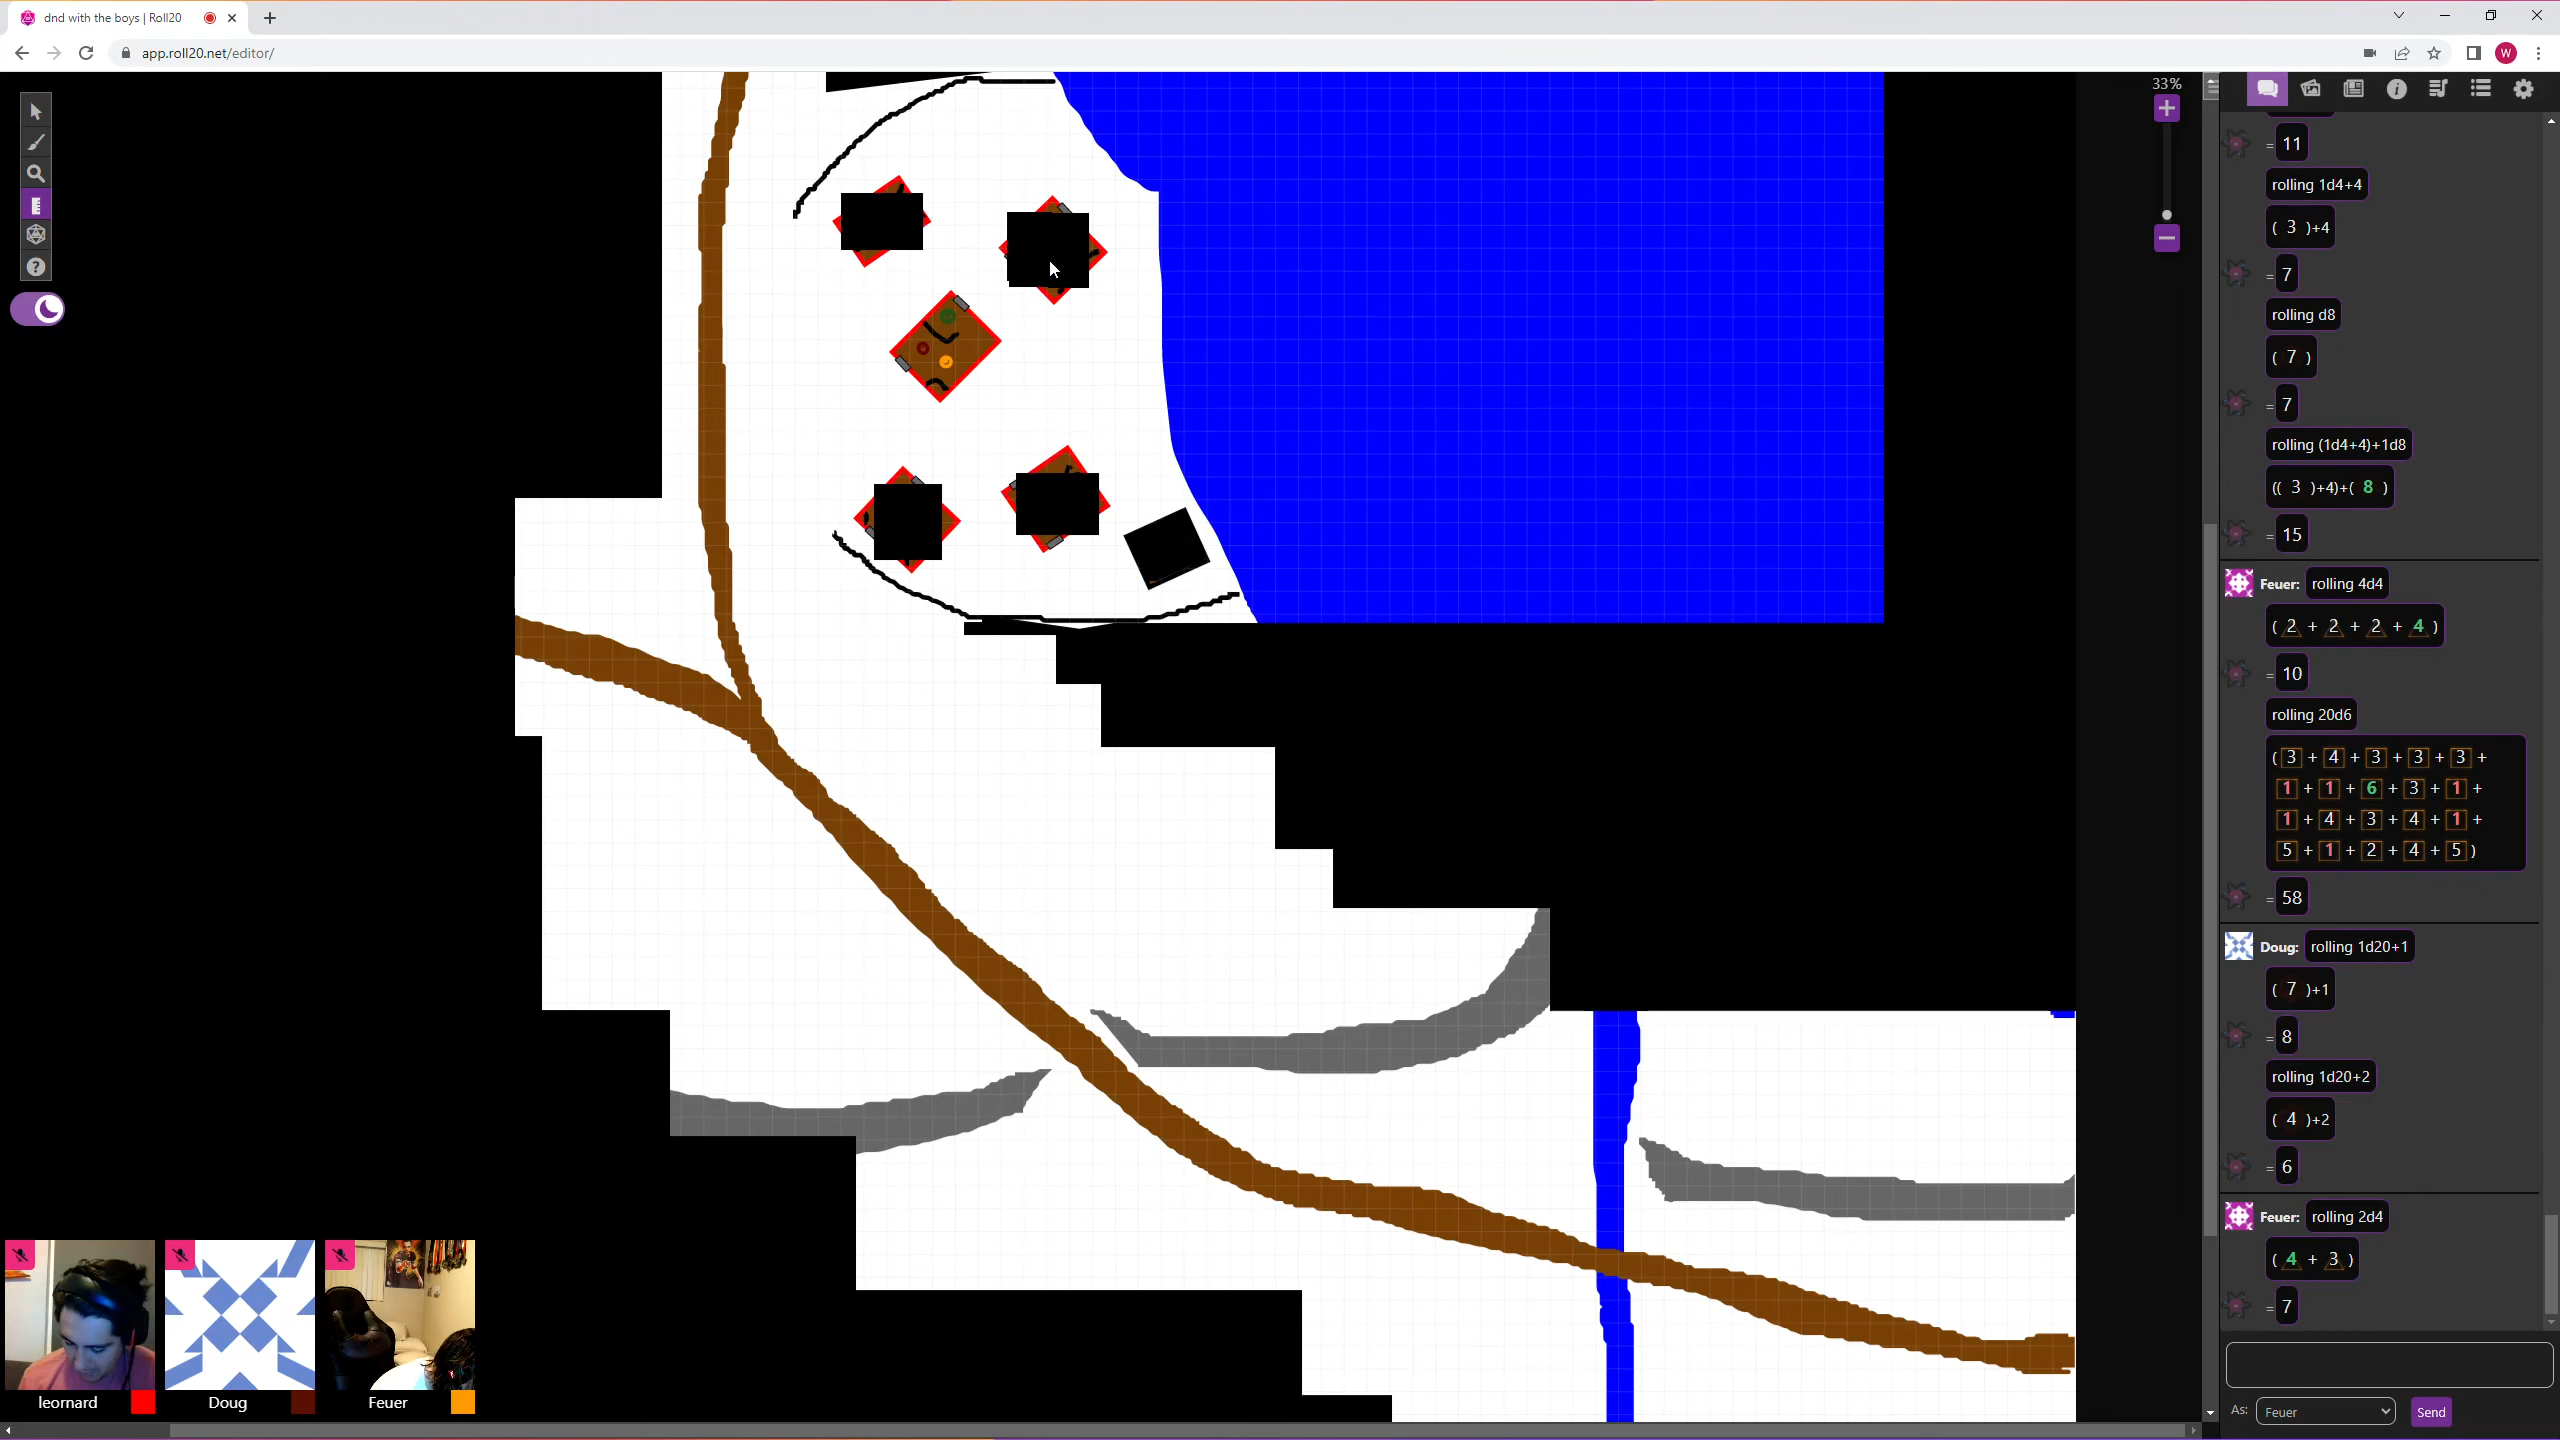 dnd with the boys | Roll20
app.roll20.net/editor/
W
33%
= 11
rolling 1d4+4
( 3 )+4
= 7
rolling d8
( 7 )
= 7
rolling (1d4+4)+1d8
(( 3 )+4)+( 8 )
= 15
Feuer: rolling 4d4
( 2 + 2 + 2 + 4 )
= 10
rolling 20d6
( 3 + 4 + 3 + 3 + 3 +
1 + 1 + 6 + 3 + 1 +
1 + 4 + 3 + 4 + 1 +
5 + 1 + 2 + 4 + 5 )
= 58
Doug: rolling 1d20+1
( 7 )+1
= 8
rolling 1d20+2
( 4 )+2
= 6
Feuer: rolling 2d4
( 4 + 3 )
= 7
leornard
Doug
Feuer
As: Feuer Send